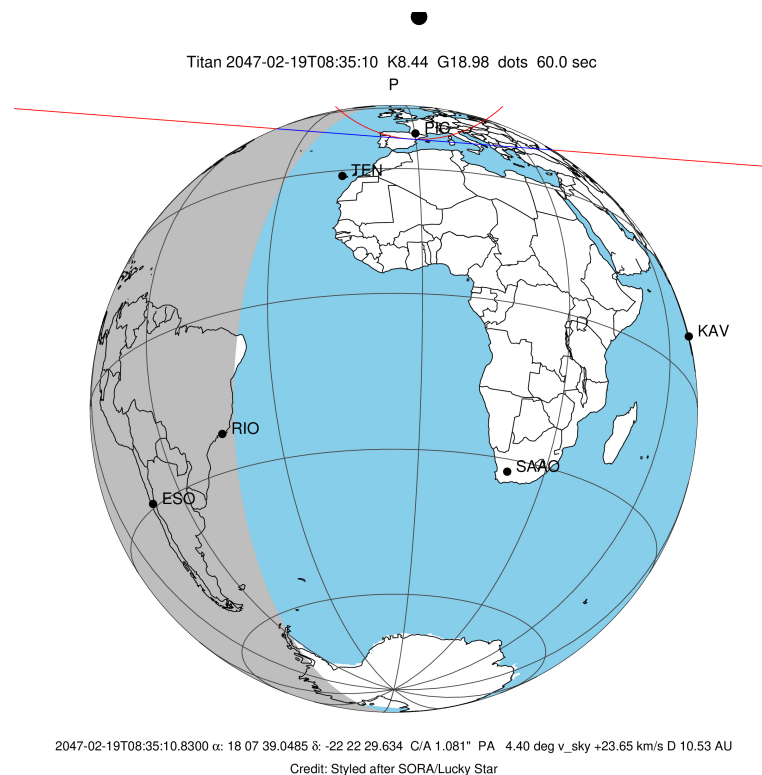 Titan 2047-02-19T08:35:10 K8.44 G18.98 dots 60.0 sec
P
PIC
TEN
KAV
RIO
SAAO
ESO
2047-02-19T08:35:10.8300 α: 18 07 39.0485 δ: -22 22 29.634 C/A 1.081" PA 4.40 deg v_sky +23.65 km/s D 10.53 AU
Credit: Styled after SORA/Lucky Star